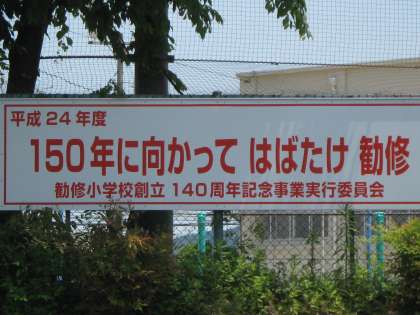 平成24年度
150年に向かって はばたけ 勧修
勧修小学校創立140周年記念事業実行委員会